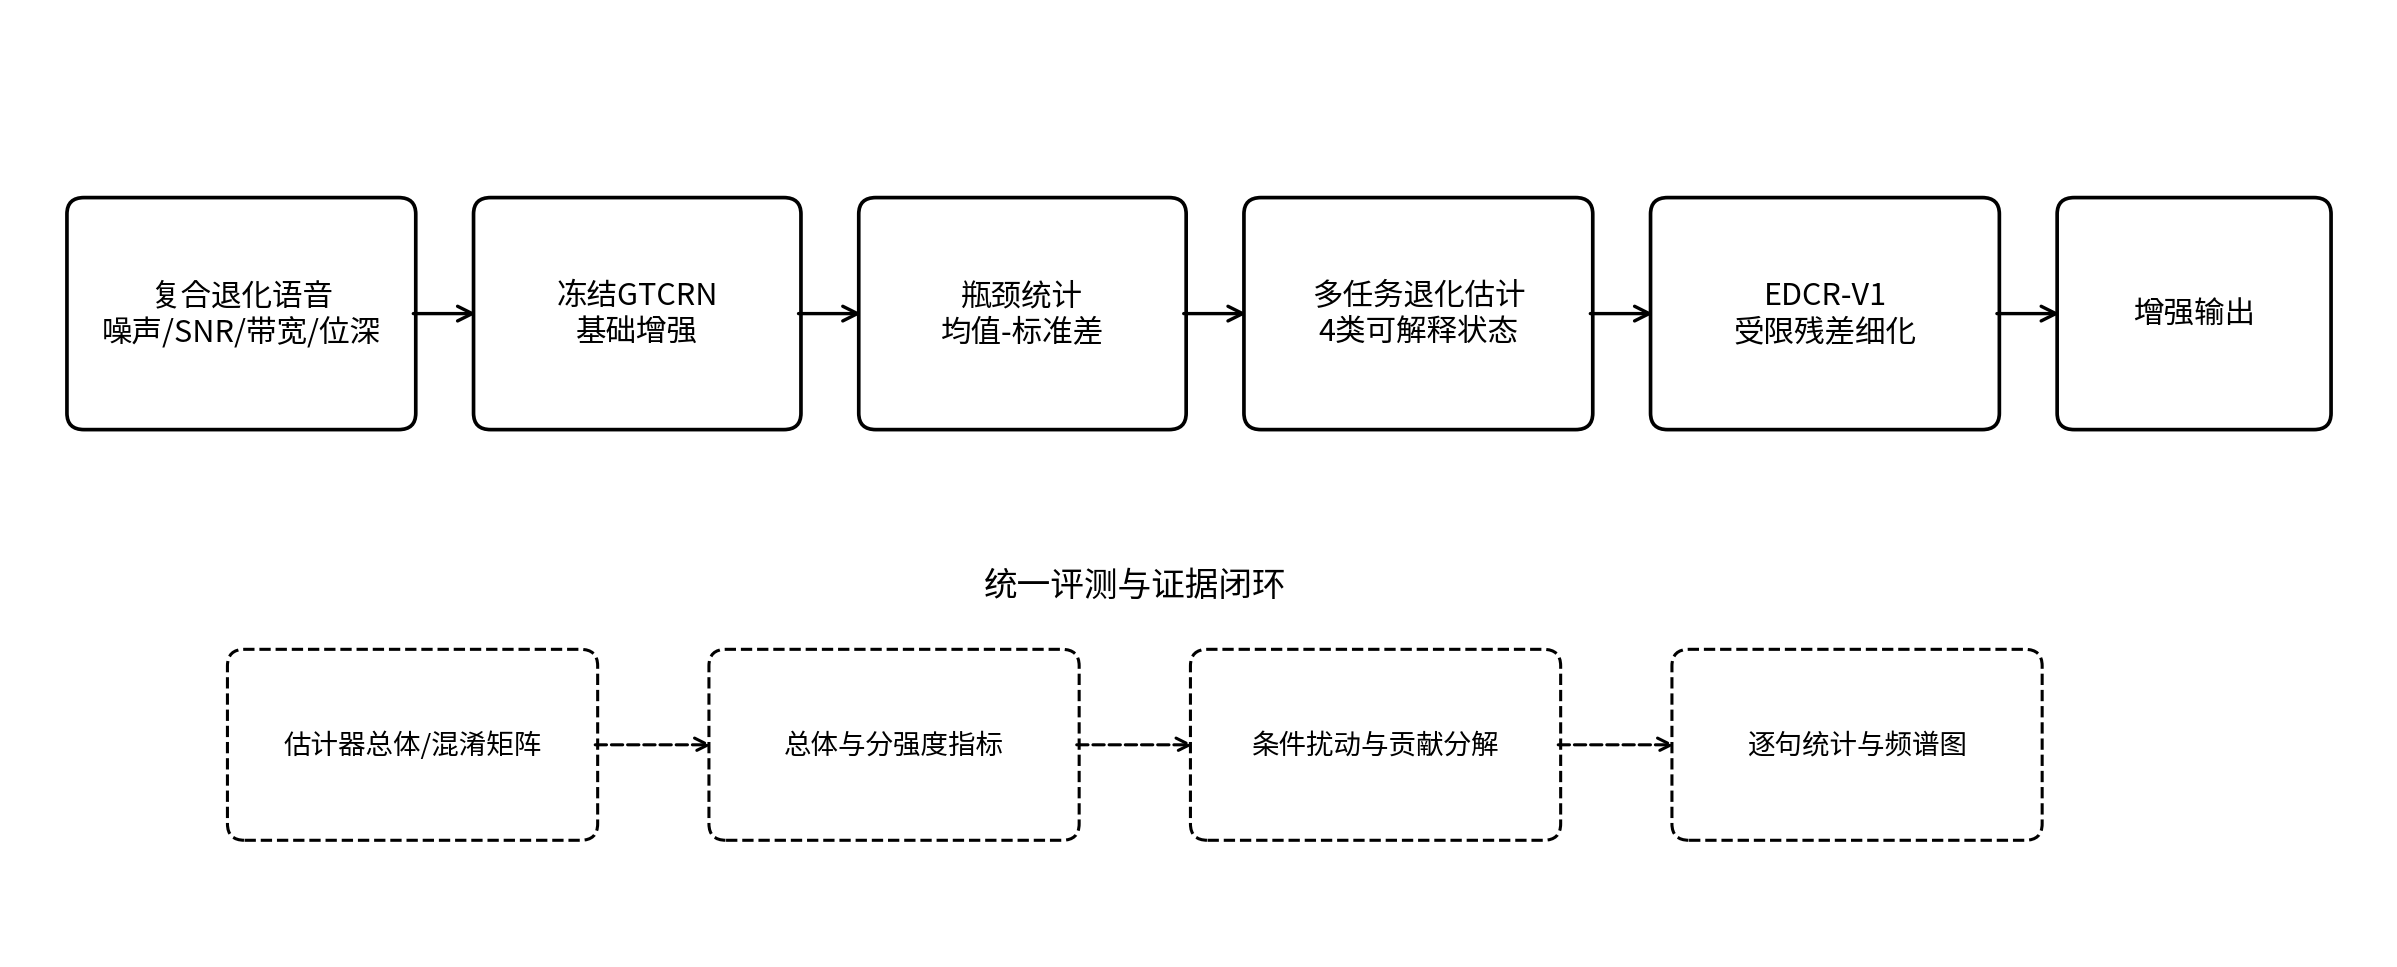 复合退化语音
噪声/SNR/带宽/位深
冻结GTCRN
基础增强
瓶颈统计
均值-标准差
多任务退化估计
4类可解释状态
EDCR-V1
受限残差细化
增强输出
统一评测与证据闭环
估计器总体/混淆矩阵
总体与分强度指标
条件扰动与贡献分解
逐句统计与频谱图